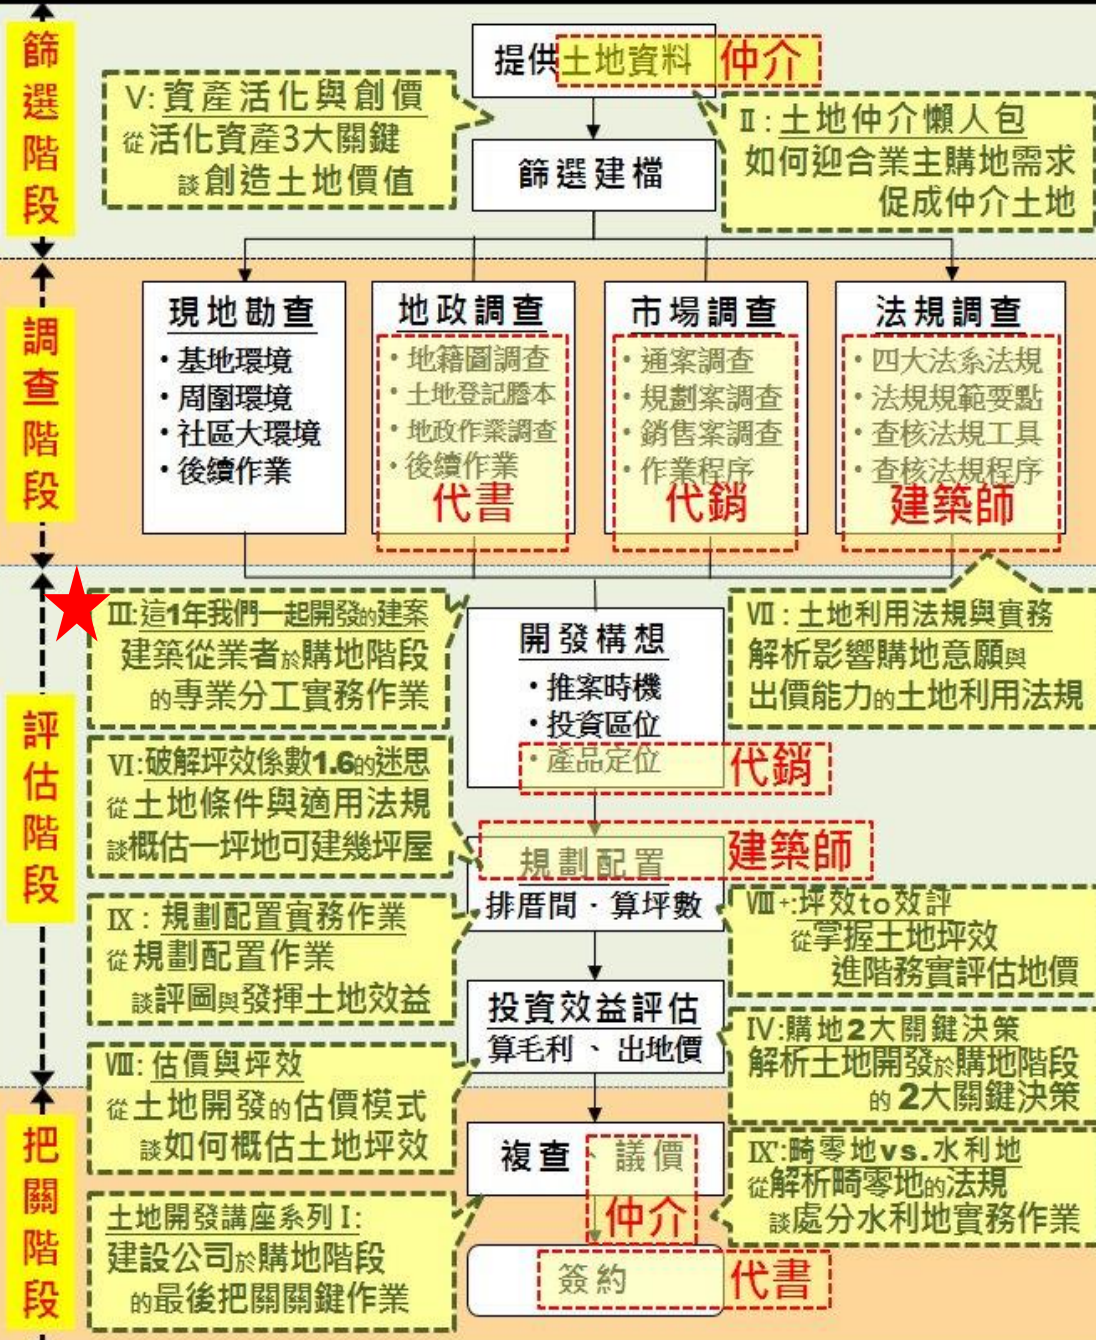 篩選階段
提供土地資料
仲介
V: 資產活化與創價
從活化資產3大關鍵
談創造土地價值
II: 土地仲介懶人包
如何迎合業主購地需求
促成仲介土地
篩選建檔
調查階段
現地勘查
・基地環境
・周圍環境
・社區大環境
・後續作業
地政調查
・地籍圖調查
・土地登記謄本
・地政作業調查
・後續作業
代書
市場調查
・通案調查
・規劃案調查
・銷售案調查
・作業程序
代銷
法規調查
・四大法系法規
・法規規範要點
・查核法規工具
・查核法規程序
建築師
評估階段
III:這1年我們一起開發的建案
建築從業者於購地階段
的專業分工實務作業
開發構想
・推案時機
・投資區位
・產品定位
代銷
VII: 土地利用法規與實務
解析影響購地意願與
出價能力的土地利用法規
VI:破解坪效係數1.6的迷思
從土地條件與適用法規
談概估一坪地可建幾坪屋
規劃配置
建築師
排厝間・算坪數
IX: 規劃配置實務作業
從規劃配置作業
談評圖與發揮土地效益
VIII+:坪效to效評
從掌握土地坪效
進階務實評估地價
投資效益評估
算毛利、出地價
IV:購地2大關鍵決策
解析土地開發於購地階段
的2大關鍵決策
VIII: 估價與坪效
從土地開發的估價模式
談如何概估土地坪效
把關階段
複查、議價
仲介
IX':畸零地vs.水利地
從解析畸零地的法規
談處分水利地實務作業
土地開發講座系列I:
建設公司於購地階段
的最後把關關鍵作業
簽約
代書